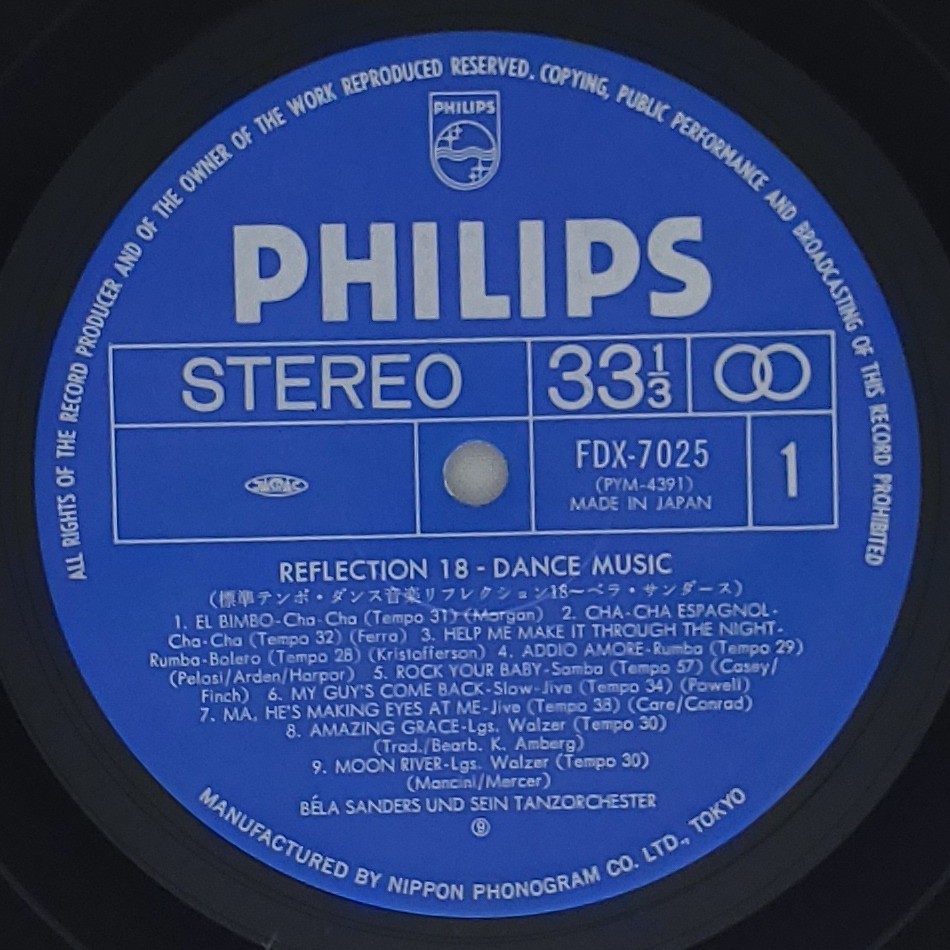 ALL RIGHTS OF THE RECORD PRODUCER AND OF THE OWNER OF THE WORK REPRODUCED RESERVED. COPYING, PUBLIC PERFORMANCE AND BROADCASTING OF THIS RECORD PROHIBITED
PHILIPS
PHILIPS
STEREO
33 1/3
FDX-7025
(PYM-4391)
MADE IN JAPAN
1
REFLECTION 18 - DANCE MUSIC
(標準テンポ・ダンス音楽リフレクション18〜ベラ・サンダース)
1. EL BIMBO-Cha-Cha (Tempo 31) (Morgan) 2. CHA-CHA ESPAGNOL-
Cha-Cha (Tempo 32) (Ferra) 3. HELP ME MAKE IT THROUGH THE NIGHT-
Rumba-Bolero (Tempo 28) (Kristofferson) 4. ADDIO AMORE-Rumba (Tempo 29)
(Pelosi/Arden/Harper) 5. ROCK YOUR BABY-Samba (Tempo 57) (Casey/
Finch) 6. MY GUY'S COME BACK-Slow-Jive (Tempo 34) (Powell)
7. MA, HE'S MAKING EYES AT ME-Jive (Tempo 38) (Care/Conrad)
8. AMAZING GRACE-Lgs. Walzer (Tempo 30)
(Trad./Bearb. K. Amberg)
9. MOON RIVER-Lgs. Walzer (Tempo 30)
(Mancini/Mercer)
BÉLA SANDERS UND SEIN TANZORCHESTER
Ⓟ
MANUFACTURED BY NIPPON PHONOGRAM CO. LTD., TOKYO